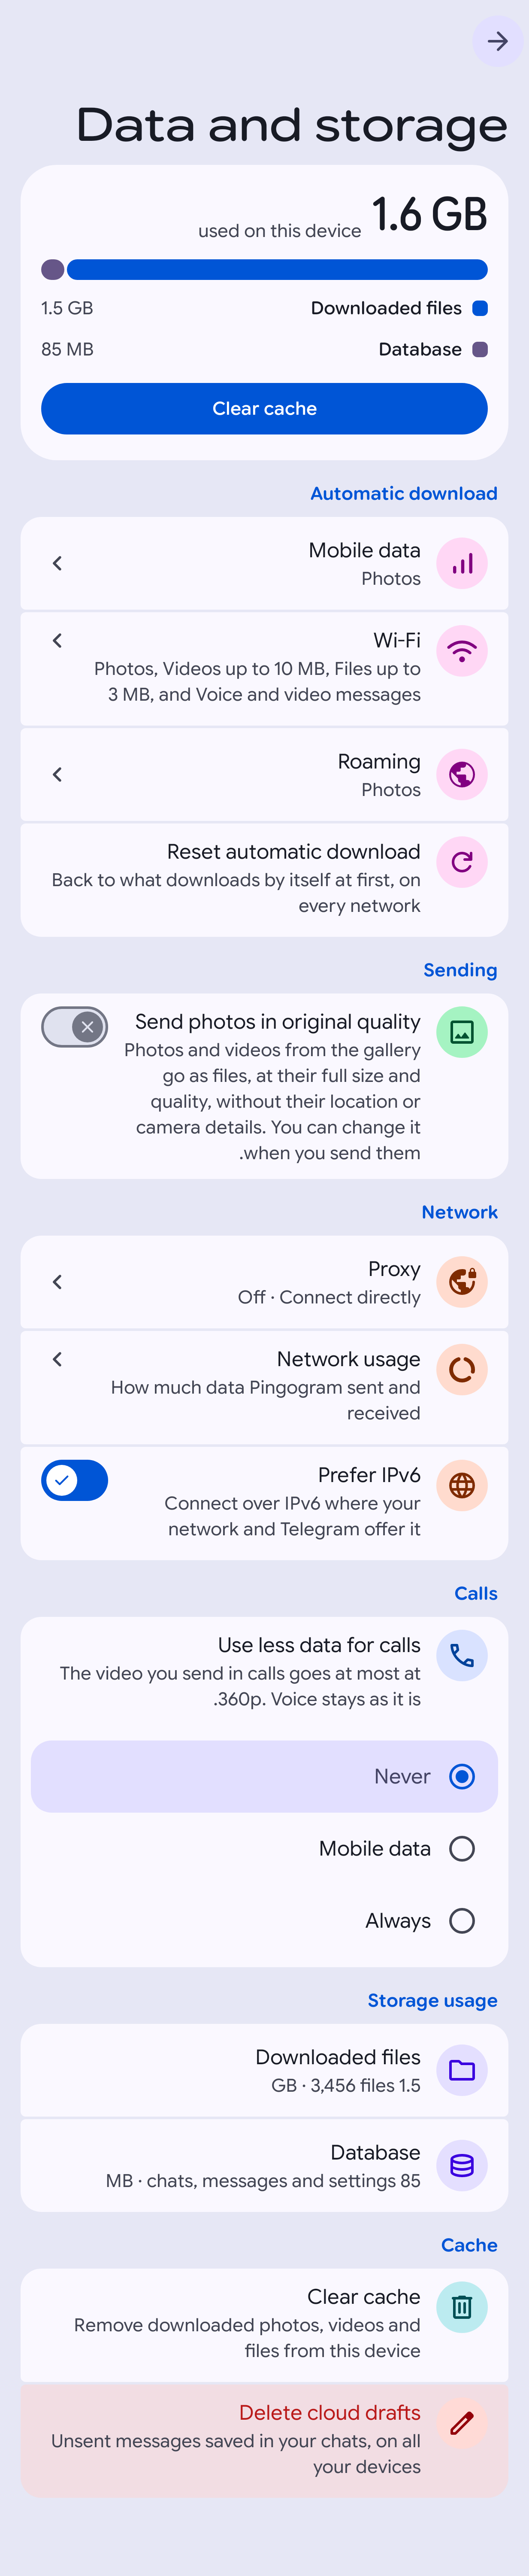 Data and storage
1.6 GB used on this device
Downloaded files 1.5 GB
Database 85 MB
Clear cache
Automatic download
Mobile data
Photos
Wi-Fi
Photos, Videos up to 10 MB, Files up to
3 MB, and Voice and video messages
Roaming
Photos
Reset automatic download
Back to what downloads by itself at first, on
every network
Sending
Send photos in original quality
Photos and videos from the gallery
go as files, at their full size and
quality, without their location or
camera details. You can change it
.when you send them
Network
Proxy
Off · Connect directly
Network usage
How much data Pingogram sent and
received
Prefer IPv6
Connect over IPv6 where your
network and Telegram offer it
Calls
Use less data for calls
The video you send in calls goes at most at
.360p. Voice stays as it is
Never
Mobile data
Always
Storage usage
Downloaded files
GB · 3,456 files 1.5
Database
MB · chats, messages and settings 85
Cache
Clear cache
Remove downloaded photos, videos and
files from this device
Delete cloud drafts
Unsent messages saved in your chats, on all
your devices